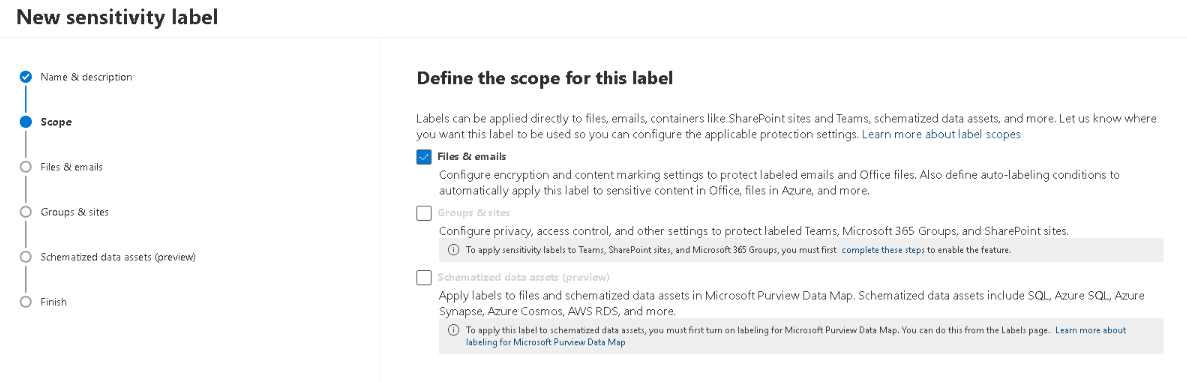 New sensitivity label
Name & description
Scope
Files & emails
Groups & sites
Schematized data assets (preview)
Finish
Define the scope for this label
Labels can be applied directly to files, emails, containers like SharePoint sites and Teams, schematized data assets, and more. Let us know where
you want this label to be used so you can configure the applicable protection settings. Learn more about label scopes
Files & emails
Configure encryption and content marking settings to protect labeled emails and Office files. Also define auto-labeling conditions to
automatically apply this label to sensitive content in Office, files in Azure, and more.
Groups & sites
Configure privacy, access control, and other settings to protect labeled Teams, Microsoft 365 Groups, and SharePoint sites.
To apply sensitivity labels to Teams, SharePoint sites, and Microsoft 365 Groups, you must first complete these steps to enable the feature.
Schematized data assets (preview)
Apply labels to files and schematized data assets in Microsoft Purview Data Map. Schematized data assets include SQL, Azure SQL, Azure
Synapse, Azure Cosmos, AWS RDS, and more.
To apply this label to schematized data assets, you must first turn on labeling for Microsoft Purview Data Map. You can do this from the Labels page. Learn more about
labeling for Microsoft Purview Data Map